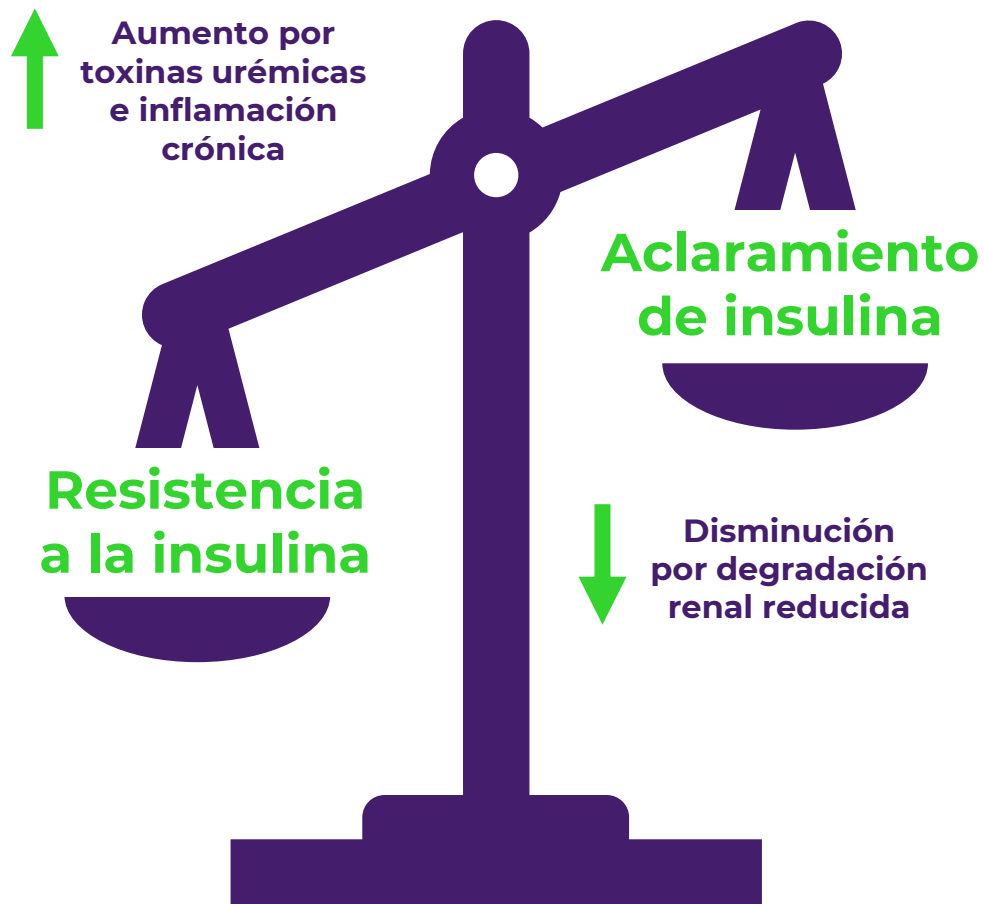 Aumento por
toxinas urémicas
e inflamación
crónica
Aclaramiento
de insulina
Resistencia
a la insulina
Disminución
por degradación
renal reducida